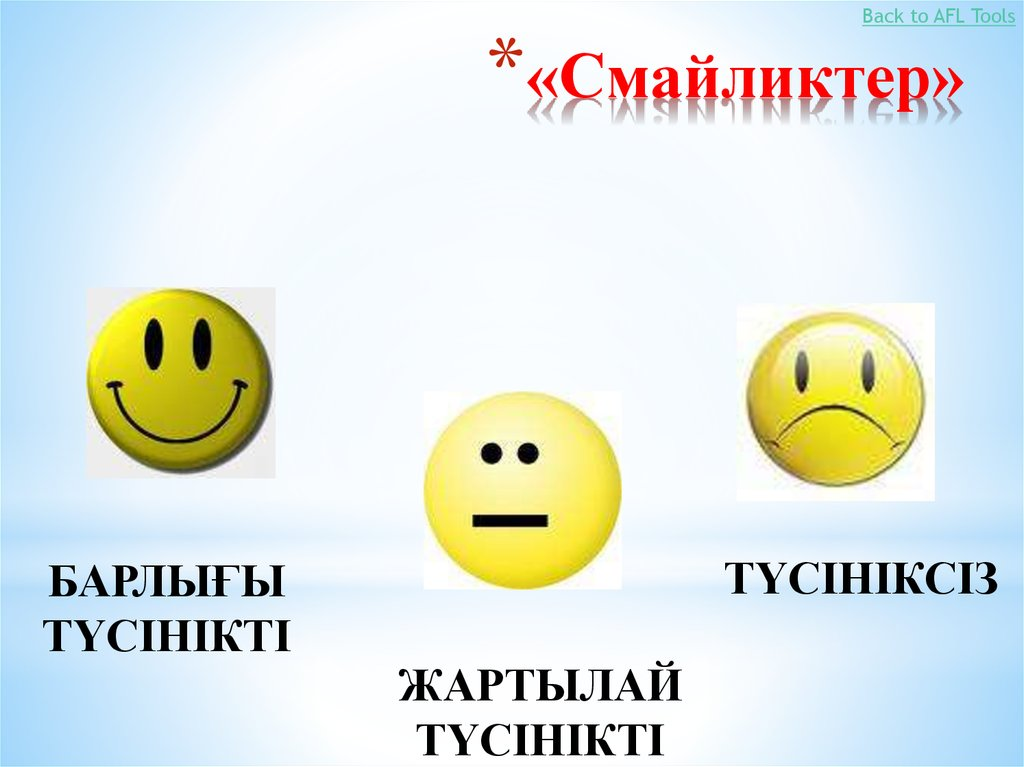 Back to AFL Tools
*«Смайликтер»
БАРЛЫҒЫ
ТҮСІНІКТІ
ТҮСІНІКСІЗ
ЖАРТЫЛАЙ
ТҮСІНІКТІ